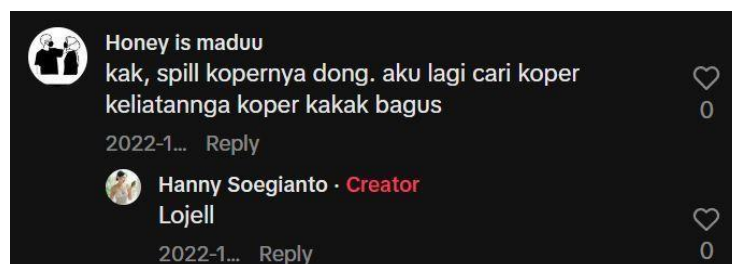 Honey is maduu
kak, spill kopernya dong. aku lagi cari koper
keliatannga koper kakak bagus
0
2022-1... Reply
Hanny Soegianto · Creator
Lojell
0
2022-1... Reply